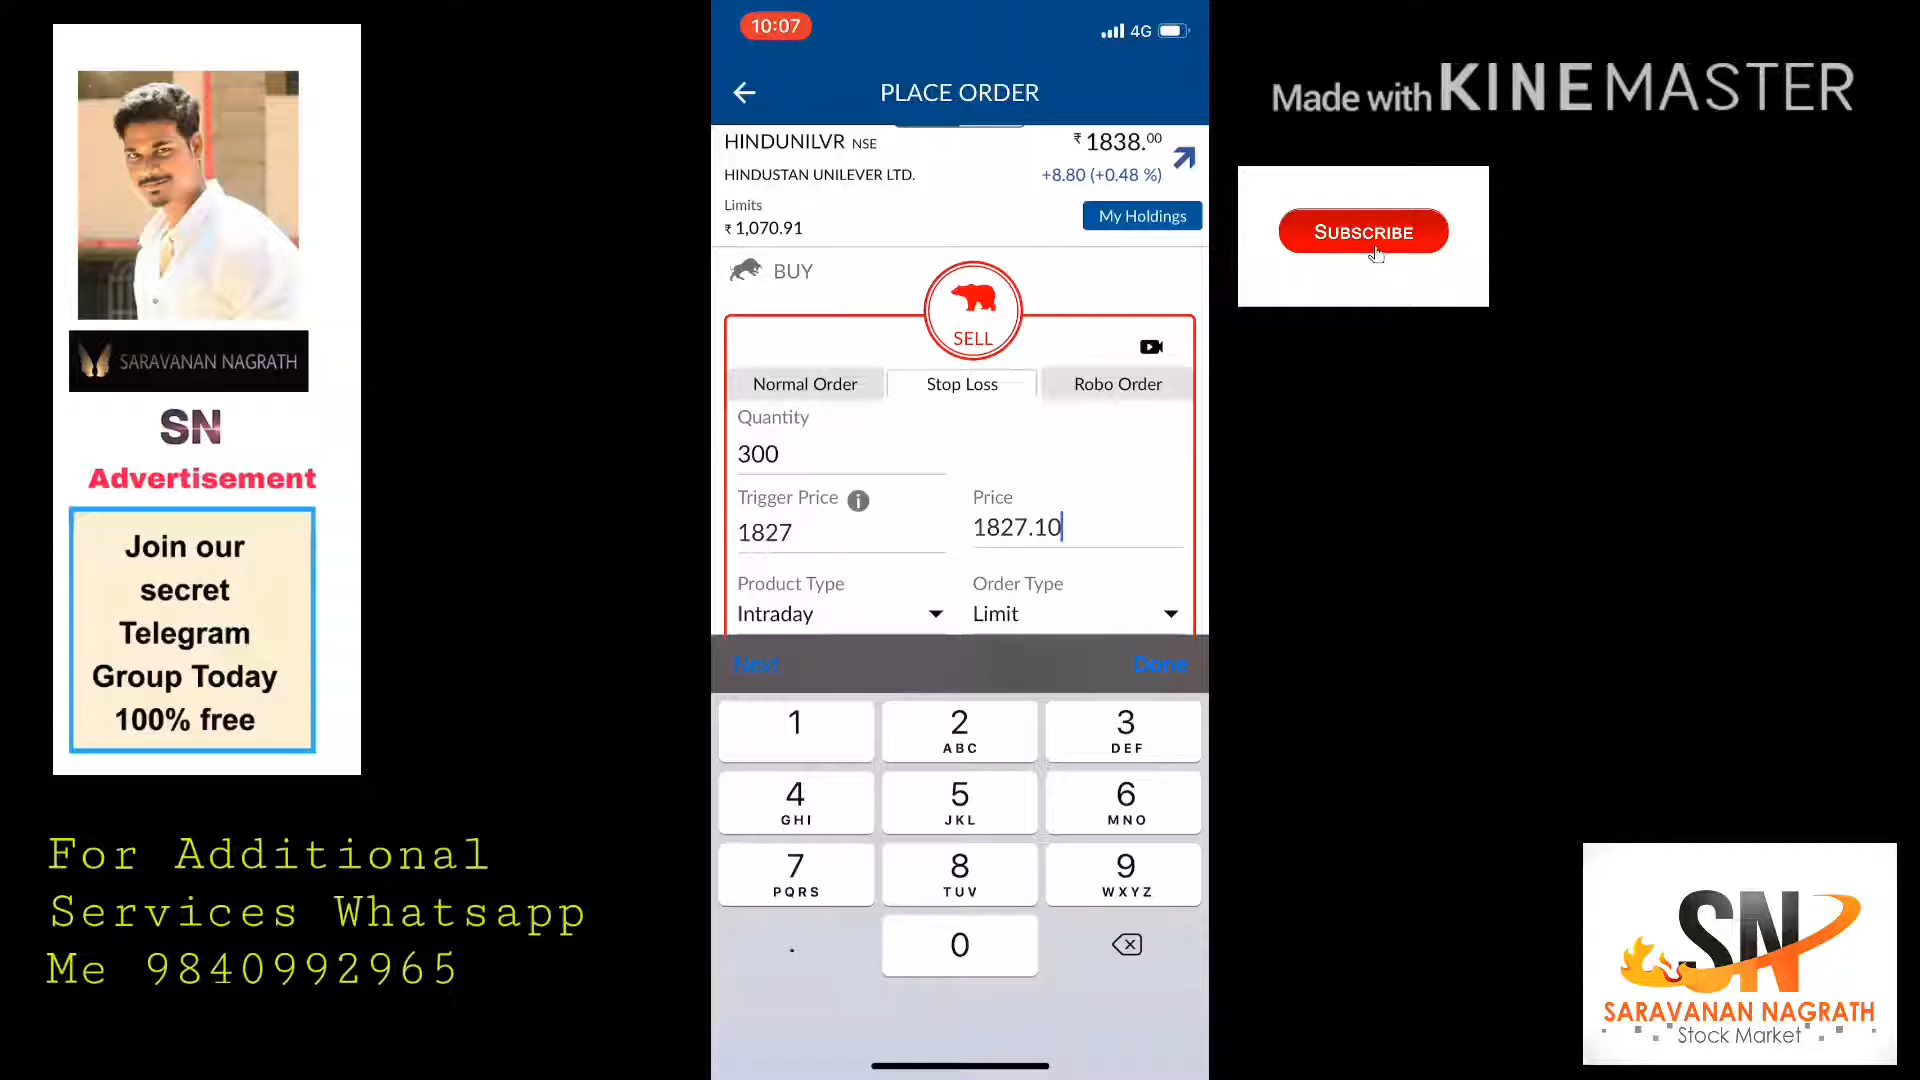 SARAVANAN NAGRATH
SN
Advertisement
Join our
secret
Telegram
Group Today
100% free
For Additional
Services Whatsapp
Me 9840992965
10:07
4G
PLACE ORDER
HINDUNILVR NSE
₹ 1838.00
HINDUSTAN UNILEVER LTD.
+8.80 (+0.48 %)
Limits
₹ 1,070.91
My Holdings
BUY
SELL
Normal Order
Stop Loss
Robo Order
Quantity
300
Trigger Price i
Price
1827
1827.10
Product Type
Order Type
Intraday
Limit
Next
Done
1
2
ABC
3
DEF
4
GHI
5
JKL
6
MNO
7
PQRS
8
TUV
9
WXYZ
.
0
Made with KINEMASTER
SUBSCRIBE
SN
SARAVANAN NAGRATH
Stock Market